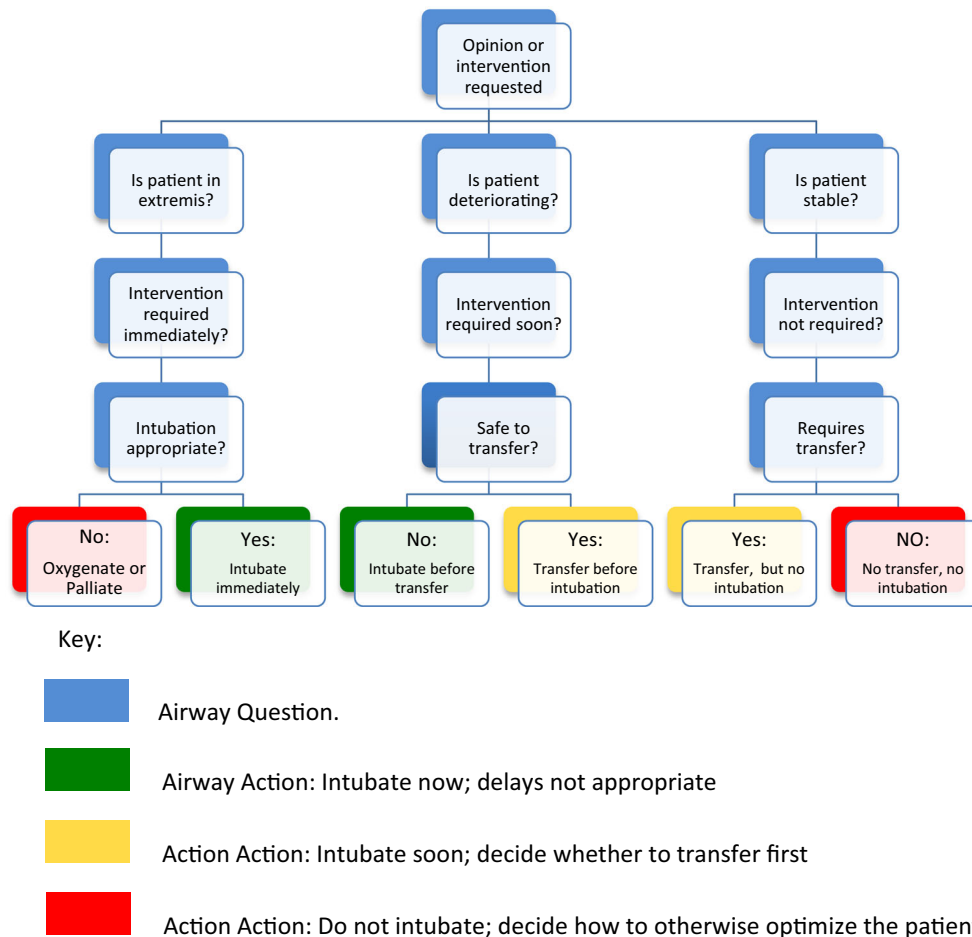 Opinion or
intervention
requested
Is patient in
extremis?
Is patient
deteriorating?
Is patient
stable?
Intervention
required
immediately?
Intervention
required soon?
Intervention
not required?
Intubation
appropriate?
Safe to
transfer?
Requires
transfer?
No:
Oxygenate or
Palliate
Yes:
Intubate
immediately
No:
Intubate before
transfer
Yes:
Transfer before
intubation
Yes:
Transfer, but no
intubation
NO:
No transfer, no
intubation
Key:
Airway Question.
Airway Action: Intubate now; delays not appropriate
Action Action: Intubate soon; decide whether to transfer first
Action Action: Do not intubate; decide how to otherwise optimize the patien